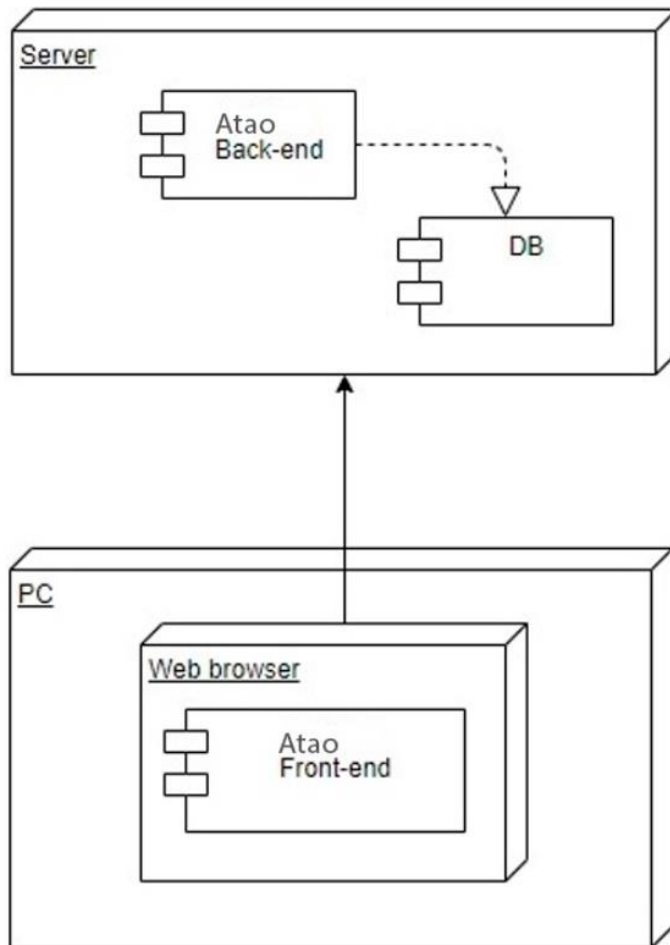 Server
Atao
Back-end
DB
PC
Web browser
Atao
Front-end